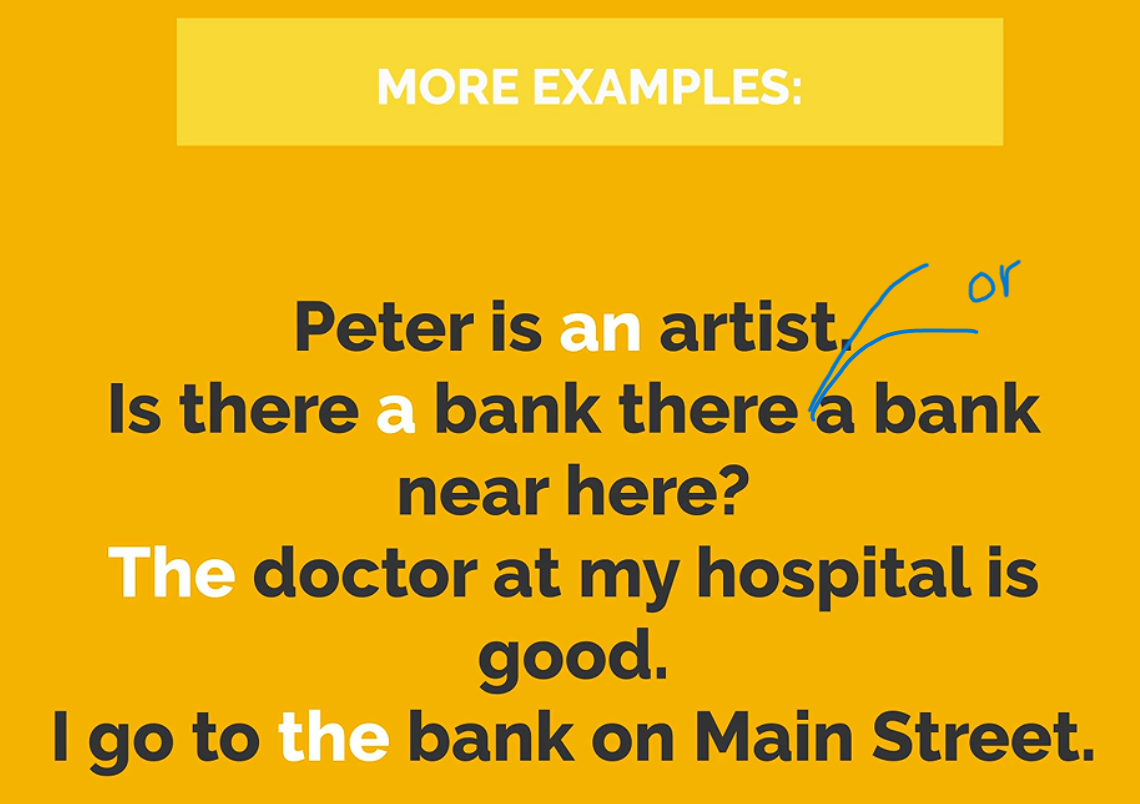 MORE EXAMPLES:
or
Peter is an artist.
Is there a bank there a bank
near here?
The doctor at my hospital is
good.
I go to the bank on Main Street.